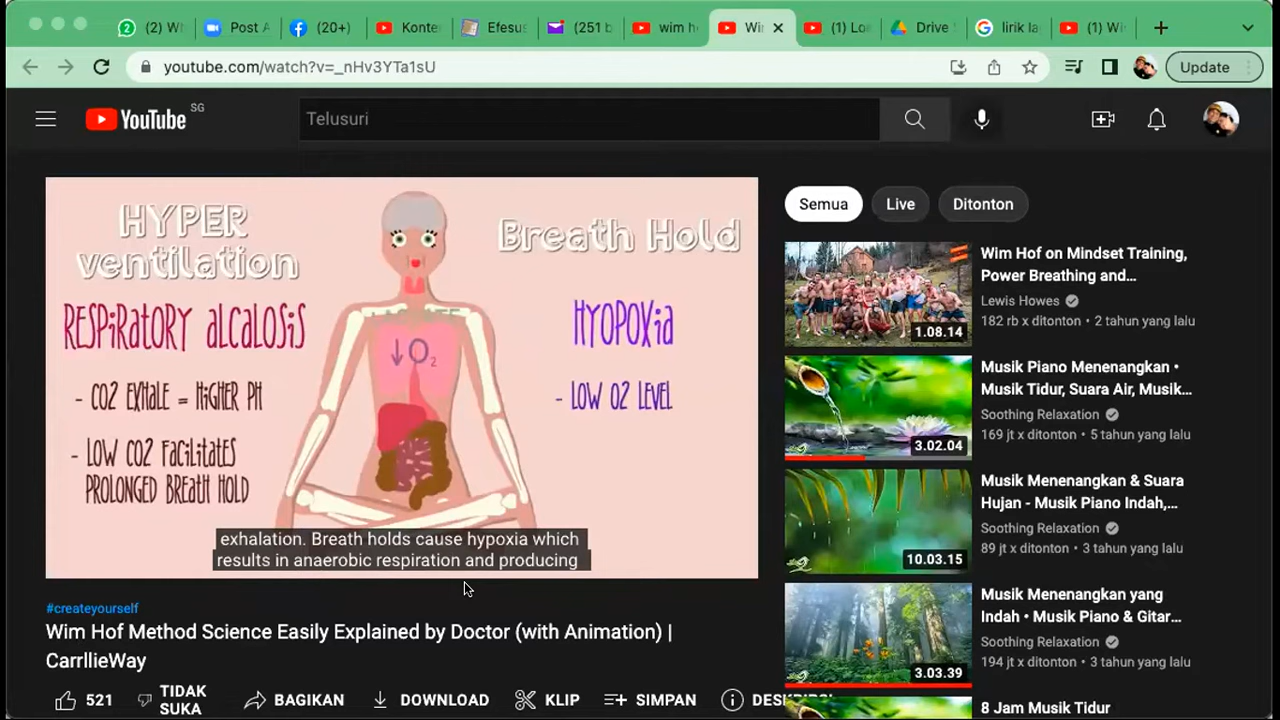 (2) W
Post A
(20+)
Konte
Efesus
(251 b
wim h
Wi
(1) Lo
Drive
lirik la
(1) Wi
youtube.com/watch?v=_nHv3YTa1sU
Update
YouTube SG
Telusuri
HYPER
ventilation
RESPIRATORY alcalosis
- CO2 EXHALE = HIGHER PH
- LOW CO2 FACILITATES
PROLONGED BREATH HOLD
↓O2
Breath Hold
HYPOXia
- LOW O2 LEVEL
exhalation. Breath holds cause hypoxia which
results in anaerobic respiration and producing
#createyourself
Wim Hof Method Science Easily Explained by Doctor (with Animation) |
CarrllieWay
521
TIDAK
SUKA
BAGIKAN
DOWNLOAD
KLIP
SIMPAN
Semua
Live
Ditonton
Wim Hof on Mindset Training,
Power Breathing and...
Lewis Howes
182 rb x ditonton • 2 tahun yang lalu
1.08.14
Musik Piano Menenangkan •
Musik Tidur, Suara Air, Musik...
Soothing Relaxation
169 jt x ditonton • 5 tahun yang lalu
3.02.04
Musik Menenangkan & Suara
Hujan - Musik Piano Indah,...
Soothing Relaxation
89 jt x ditonton • 3 tahun yang lalu
10.03.15
Musik Menenangkan yang
Indah • Musik Piano & Gitar...
Soothing Relaxation
194 jt x ditonton • 3 tahun yang lalu
3.03.39
8 Jam Musik Tidur